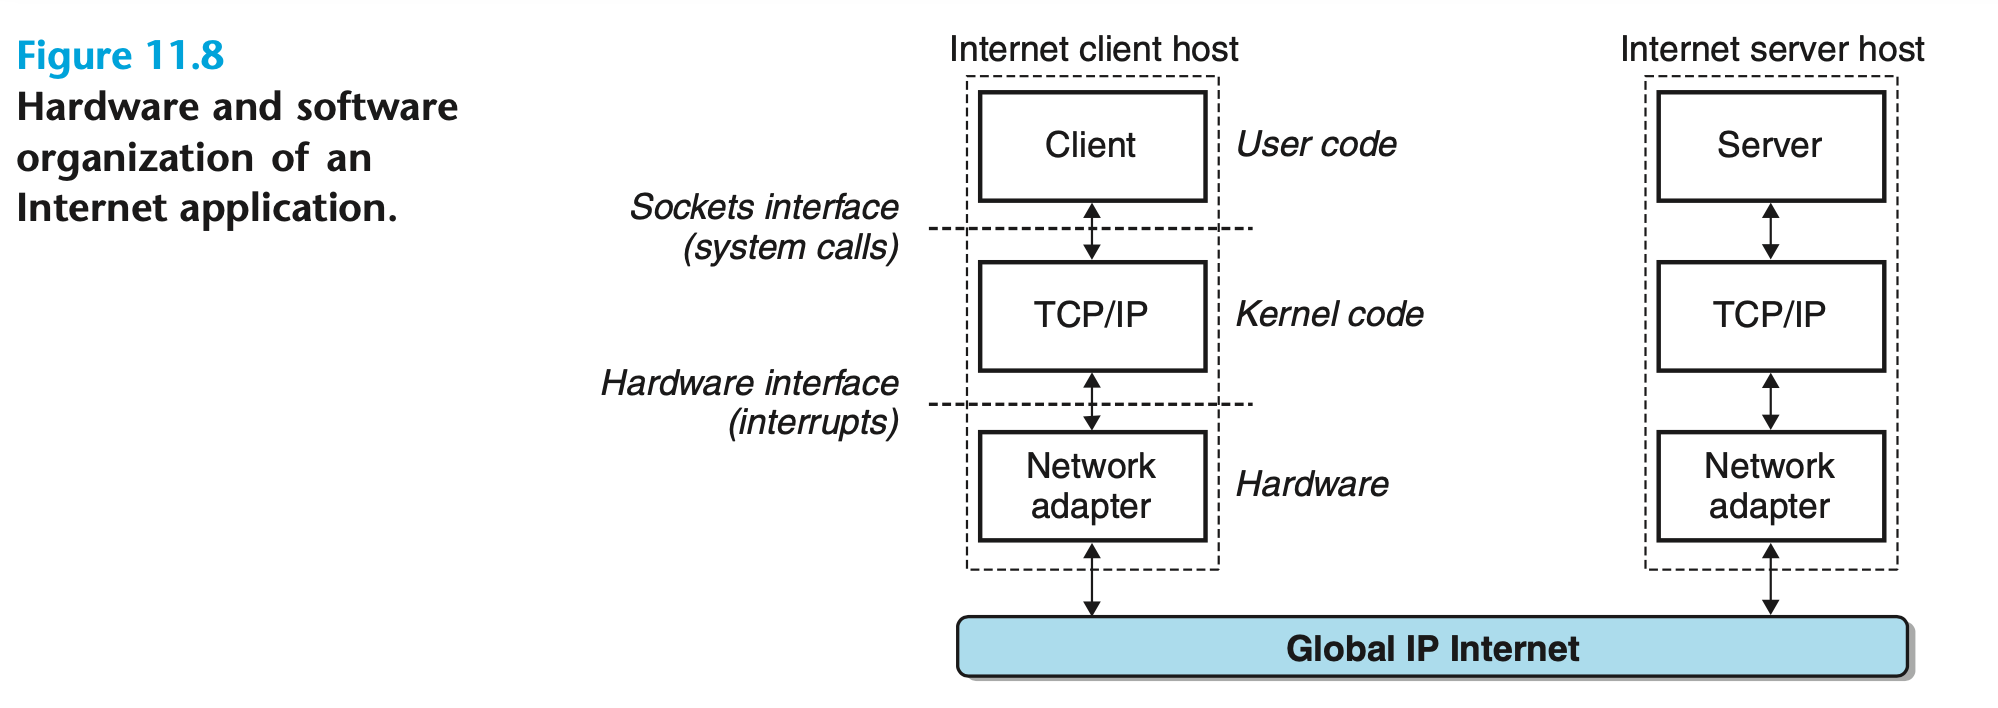 Figure 11.8
Hardware and software
organization of an
Internet application.
Internet client host
Internet server host
Client
User code
Server
Sockets interface
(system calls)
TCP/IP
Kernel code
TCP/IP
Hardware interface
(interrupts)
Network
adapter
Hardware
Network
adapter
Global IP Internet